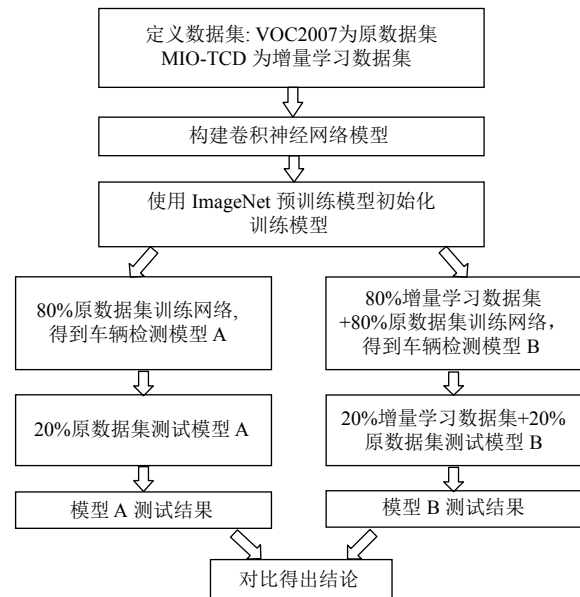 定义数据集: VOC2007为原数据集
MIO-TCD 为增量学习数据集
构建卷积神经网络模型
使用 ImageNet 预训练模型初始化
训练模型
80%原数据集训练网络,
得到车辆检测模型 A
20%原数据集测试模型 A
模型 A 测试结果
80%增量学习数据集
+80%原数据集训练网络，
得到车辆检测模型 B
20%增量学习数据集+20%
原数据集测试模型 B
模型 B 测试结果
对比得出结论